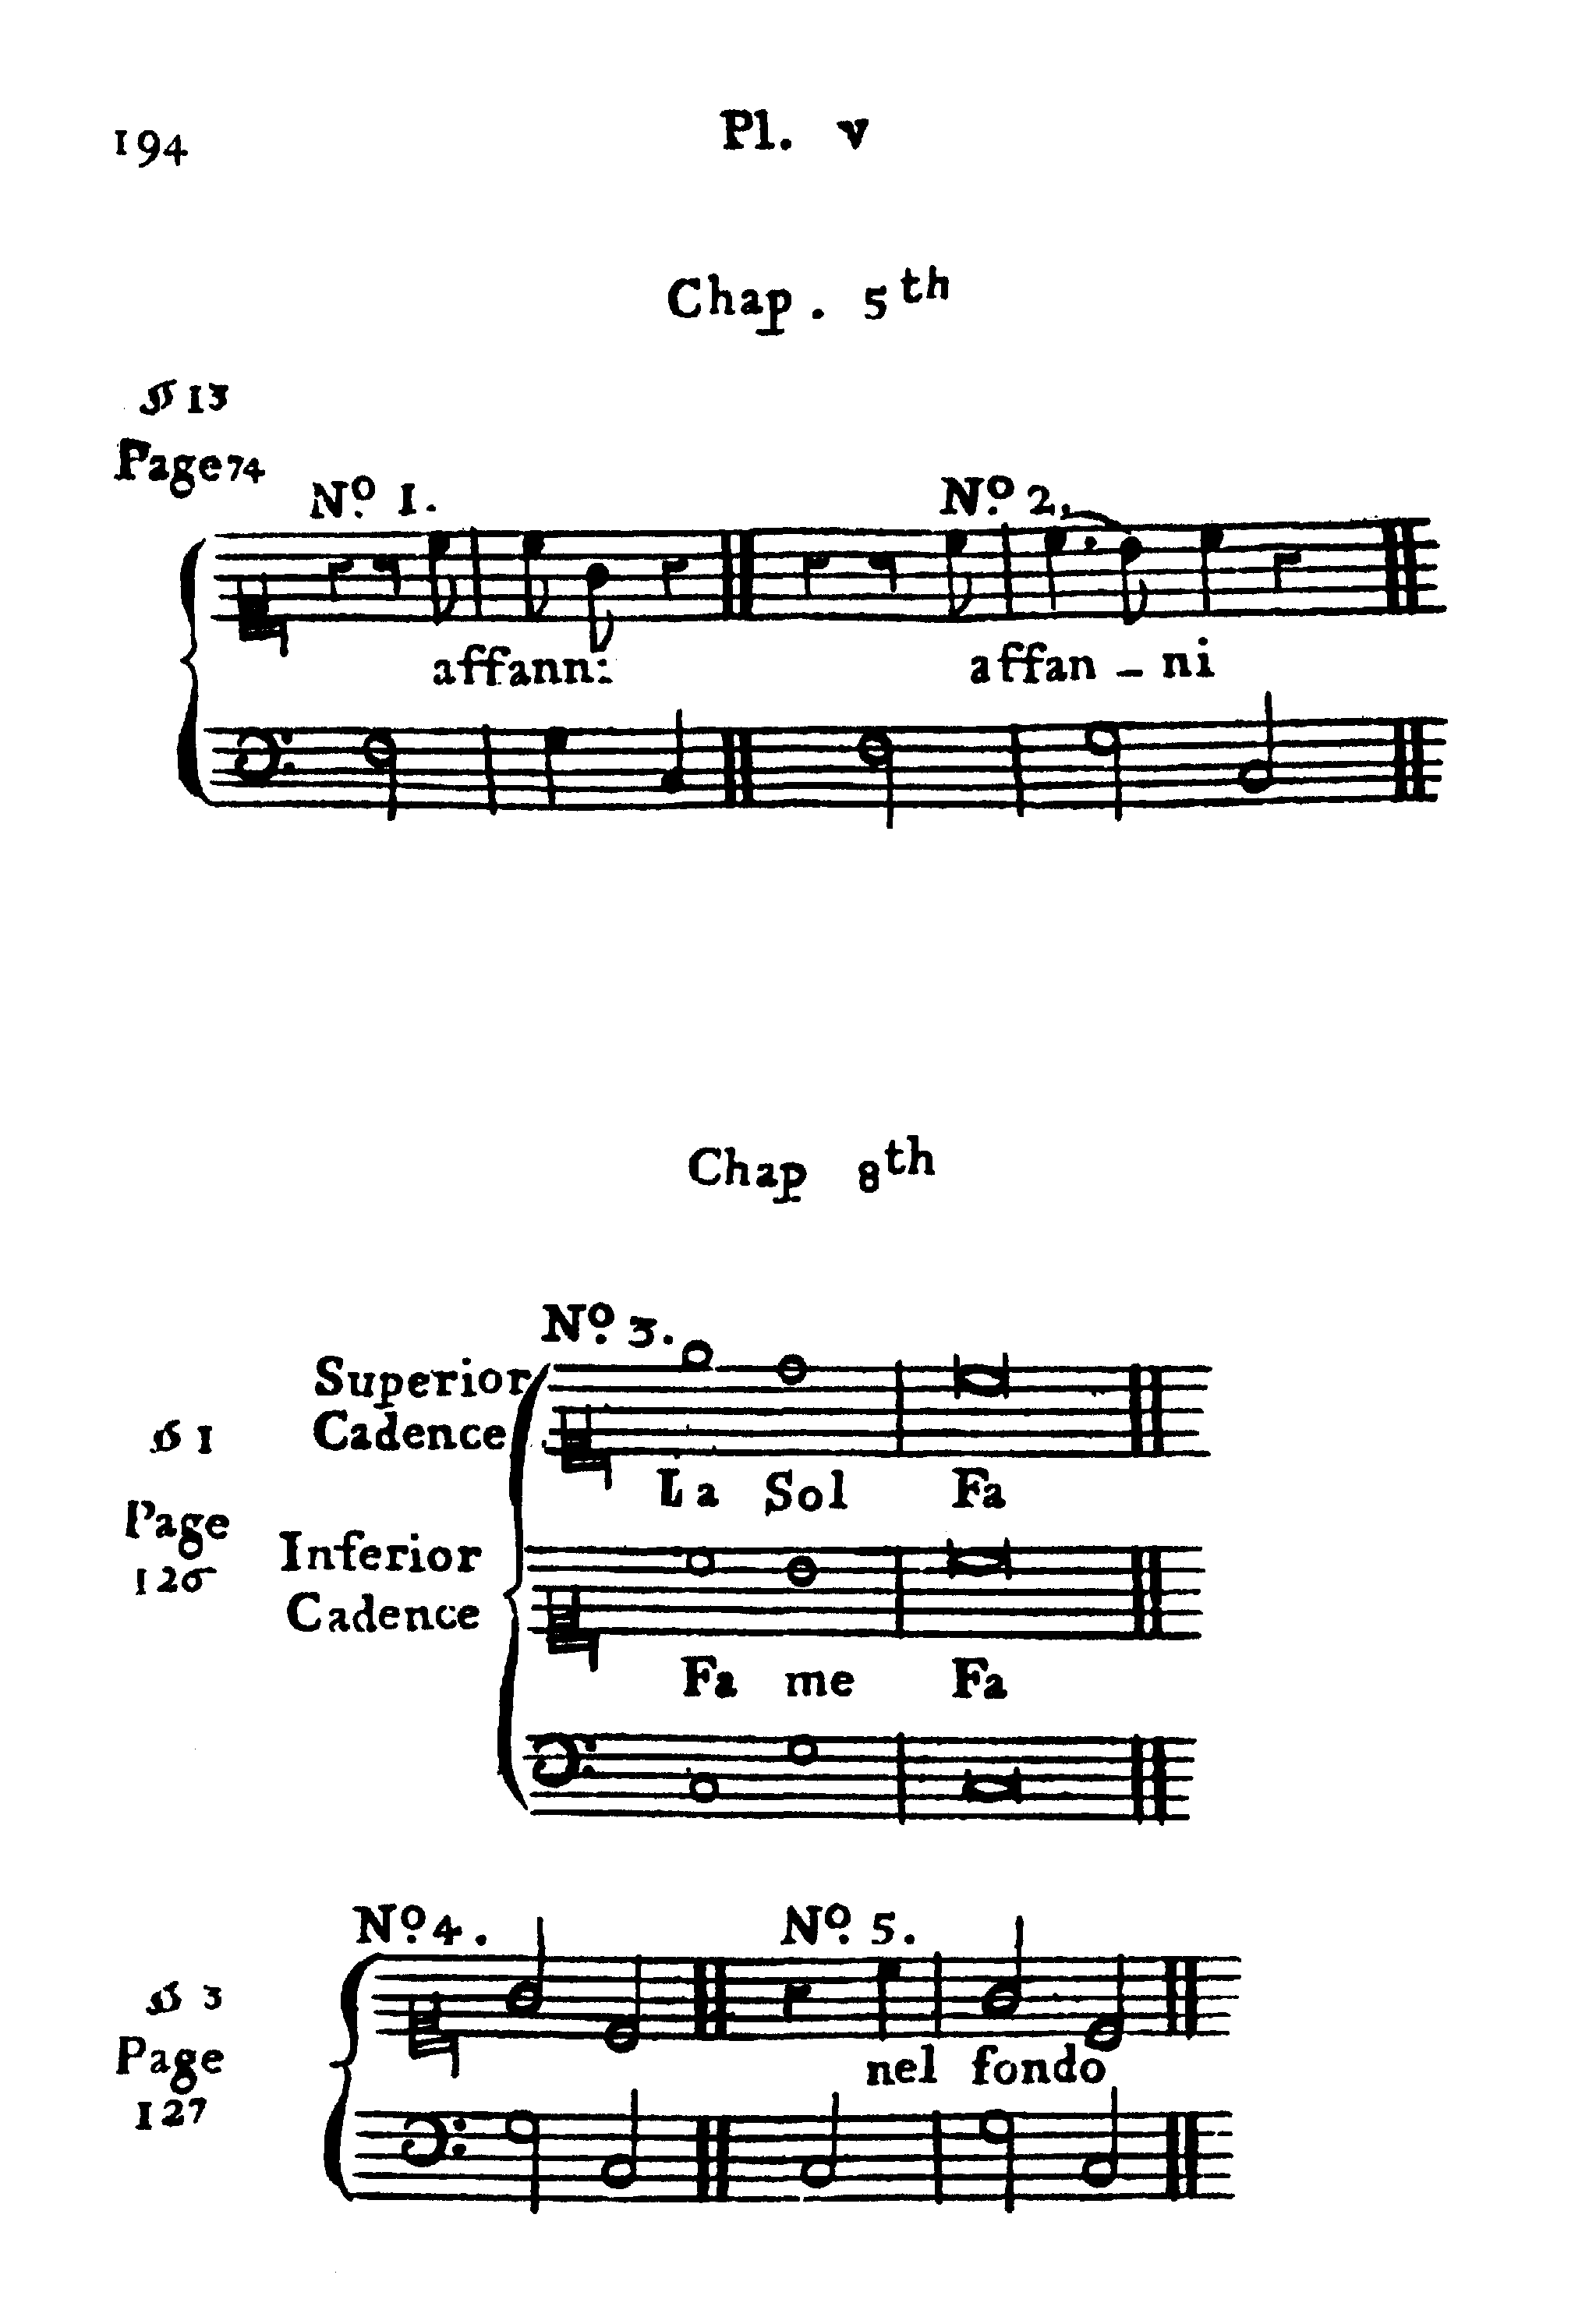 194
Pl. v
Chap. 5th
§ 13
Page 74
No. 1.
No. 2.
affann:
affan - ni
Chap 8th
No. 3.
Superior
Cadence
§ 1
La Sol Fa
Page
126
Inferior
Cadence
Fa me Fa
No. 4.
No. 5.
§ 3
Page
127
nel fondo